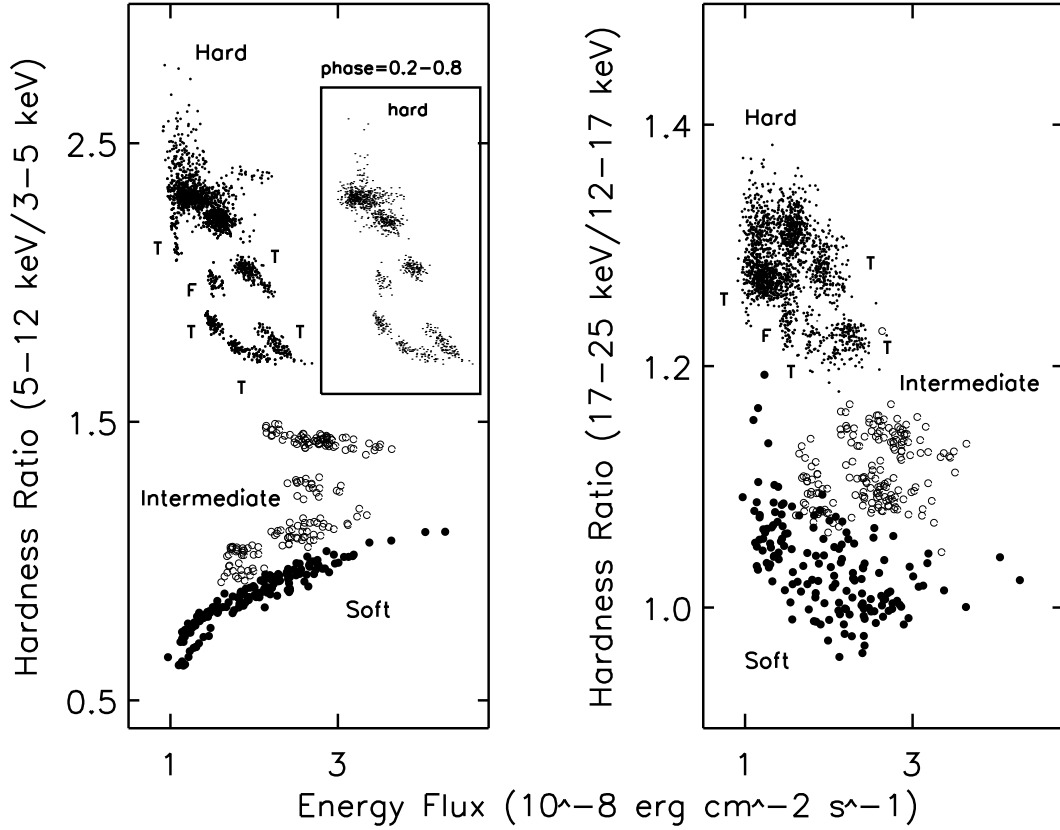 Hard
phase=0.2-0.8
hard
2.5
T
T
F
T
T
T
1.5
Intermediate
Soft
0.5
1
3
Hardness Ratio (5-12 keV/3-5 keV)
Hard
1.4
T
T
F
T
T
1.2
Intermediate
1.0
Soft
1
3
Hardness Ratio (17-25 keV/12-17 keV)
Energy Flux (10^-8 erg cm^-2 s^-1)